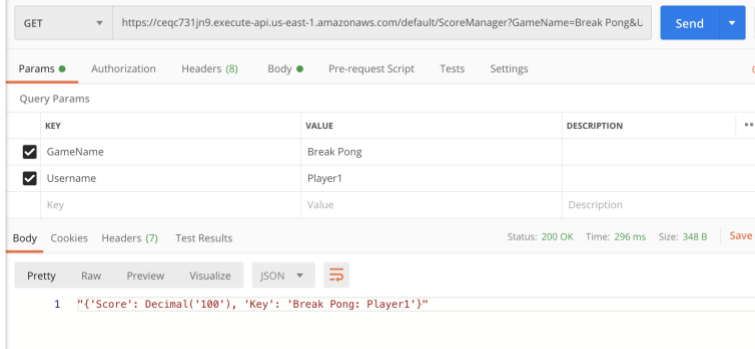 GET https://ceqc731jn9.execute-api.us-east-1.amazonaws.com/default/ScoreManager?GameName=Break Pong&U Send
Params Authorization Headers (8) Body Pre-request Script Tests Settings
Query Params
KEY VALUE DESCRIPTION
GameName Break Pong
Username Player1
Key Value Description
Body Cookies Headers (7) Test Results Status: 200 OK Time: 296 ms Size: 348 B Save
Pretty Raw Preview Visualize JSON
1 "{'Score': Decimal('100'), 'Key': 'Break Pong: Player1'}"